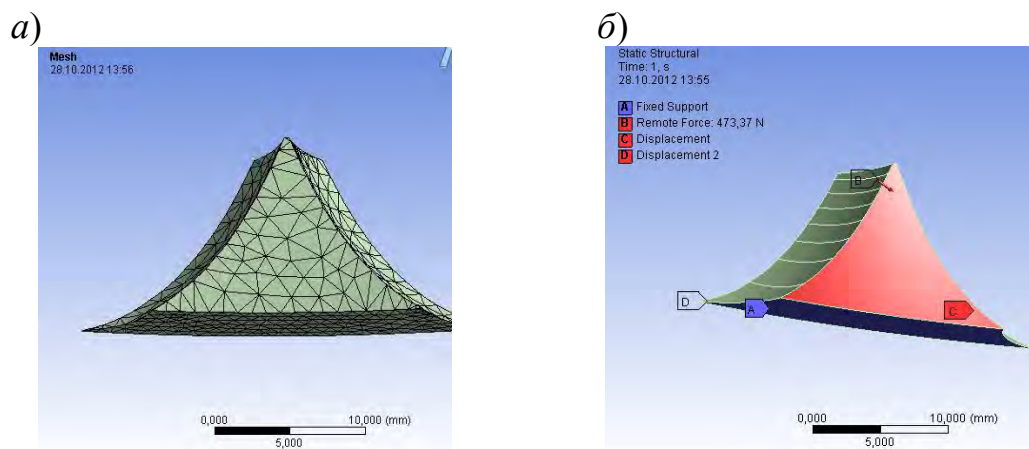 а)
Mesh
28.10.2012 13:56
0,000
10,000 (mm)
5,000
б)
Static Structural
Time: 1, s
28.10.2012 13:55
A Fixed Support
B Remote Force: 473,37 N
C Displacement
D Displacement 2
B
D
A
C
0,000
10,000 (mm)
5,000